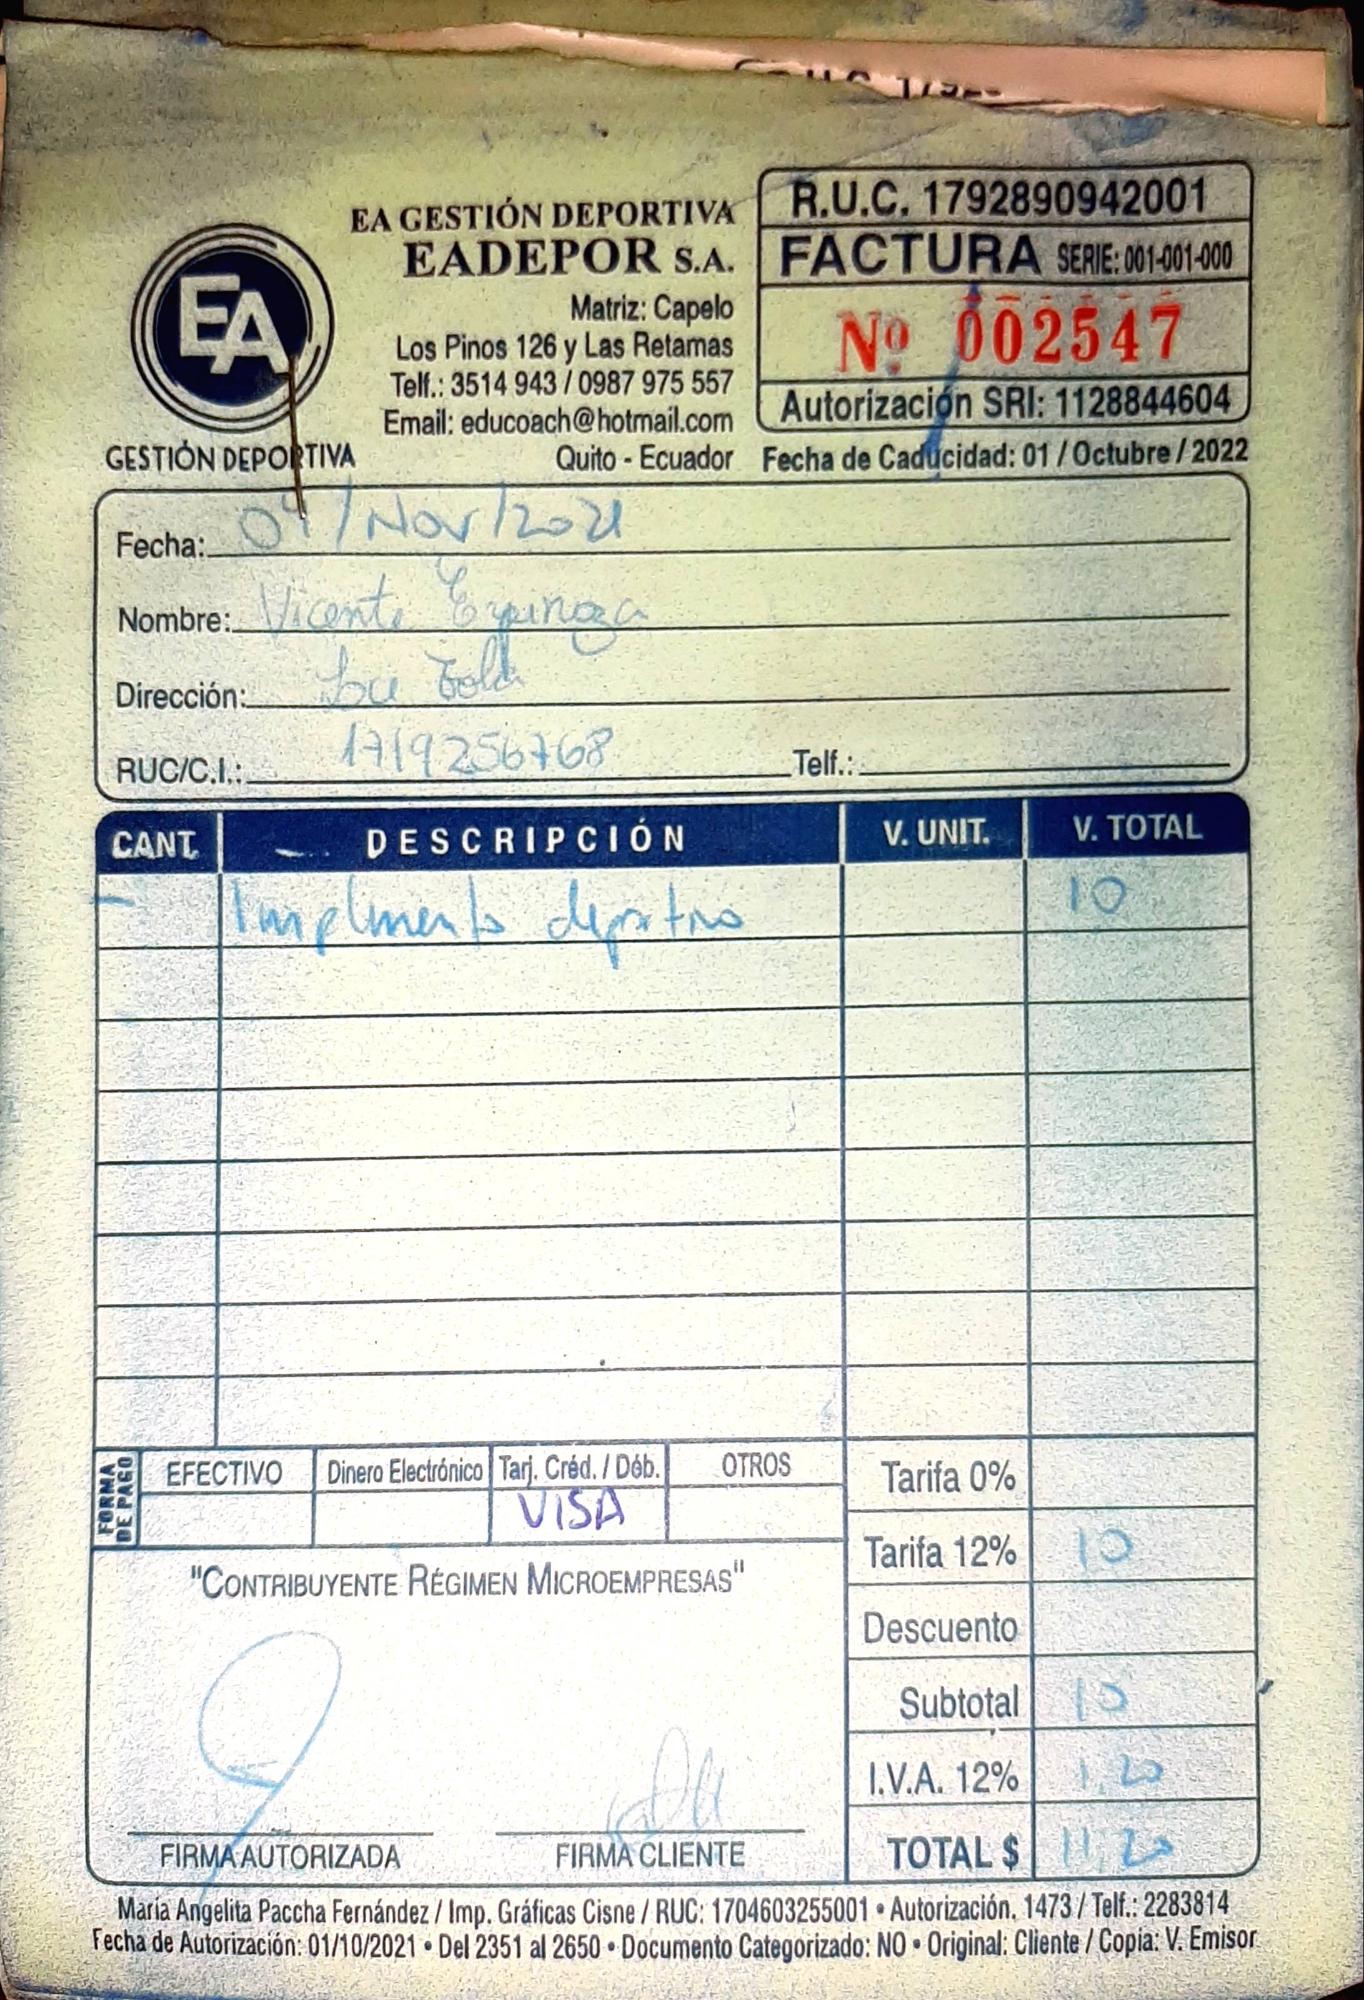 R.U.C. 1792890942001
EA GESTIÓN DEPORTIVA
EADEPOR S.A.
FACTURA SERIE: 001-001-000
Matriz: Capelo
Los Pinos 126 y Las Retamas
Nº 002547
Telf.: 3514 943 / 0987 975 557
Email: educoach@hotmail.com
Autorización SRI: 1128844604
EA
GESTIÓN DEPORTIVA
Quito - Ecuador
Fecha de Caducidad: 01 / Octubre / 2022
Fecha: /Nov/2021
Nombre: Vicente Espinoza
Dirección:
RUC/C.I.: 1719256768 Telf.:
CANT. DESCRIPCIÓN V. UNIT. V. TOTAL
- Implemento deportivo 10
FORMA DE PAGO
EFECTIVO Dinero Electrónico Tarj. Créd. / Déb. OTROS
VISA
Tarifa 0%
Tarifa 12% 10
"CONTRIBUYENTE RÉGIMEN MICROEMPRESAS"
Descuento
Subtotal 10
I.V.A. 12% 1.20
TOTAL $ 11.20
FIRMA AUTORIZADA FIRMA CLIENTE
María Angelita Paccha Fernández / Imp. Gráficas Cisne / RUC: 1704603255001 • Autorización. 1473 / Telf.: 2283814
Fecha de Autorización: 01/10/2021 • Del 2351 al 2650 • Documento Categorizado: NO • Original: Cliente / Copia: V. Emisor